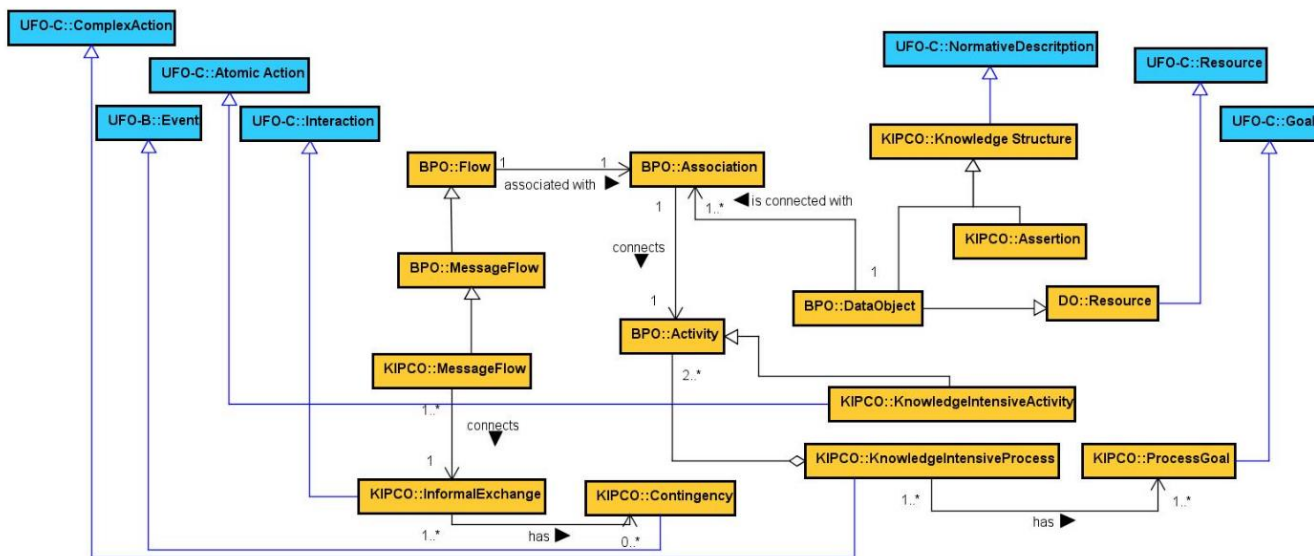 UFO-C::ComplexAction
UFO-C::NormativeDescritption
UFO-C::Resource
UFO-C::Atomic Action
UFO-B::Event
UFO-C::Interaction
UFO-C::Goal
KIPCO::Knowledge Structure
BPO::Flow
1
1
BPO::Association
associated with
1
1..*
is connected with
KIPCO::Assertion
connects
BPO::MessageFlow
1
1
BPO::DataObject
DO::Resource
BPO::Activity
KIPCO::MessageFlow
2..*
KIPCO::KnowledgeIntensiveActivity
1..*
connects
1
KIPCO::KnowledgeIntensiveProcess
KIPCO::ProcessGoal
KIPCO::InformalExchange
KIPCO::Contingency
1..*
1..*
1..*
has
0..*
has